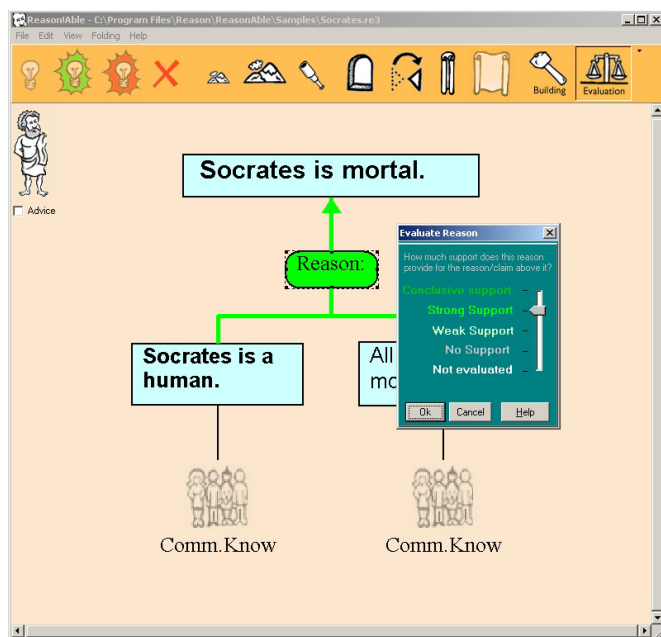 Reason!Able - C:\Program Files\Reason\ReasonAble\Samples\Socrates.re3
File Edit View Folding Help
Building
Evaluation
Advice
Socrates is mortal.
Reason:
Evaluate Reason
How much support does this reason
provide for the reason/claim above it?
Conclusive support
Strong Support
Weak Support
No Support
Not evaluated
Ok Cancel Help
Socrates is a
human.
All
mo
Comm.Know
Comm.Know